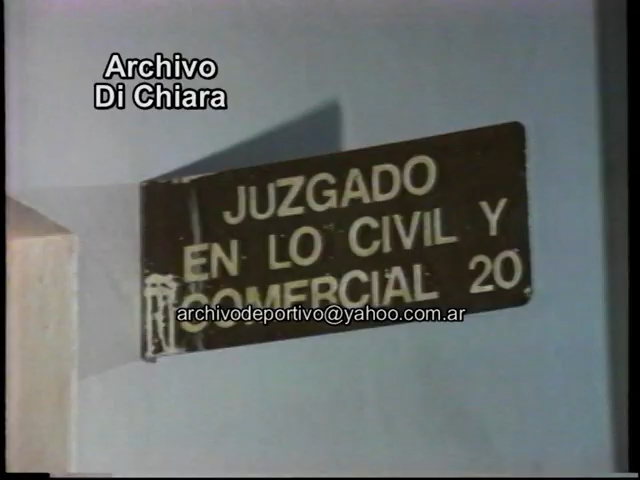 Archivo
Di Chiara
JUZGADO
EN LO CIVIL Y
COMERCIAL 20
archivodeportivo@yahoo.com.ar